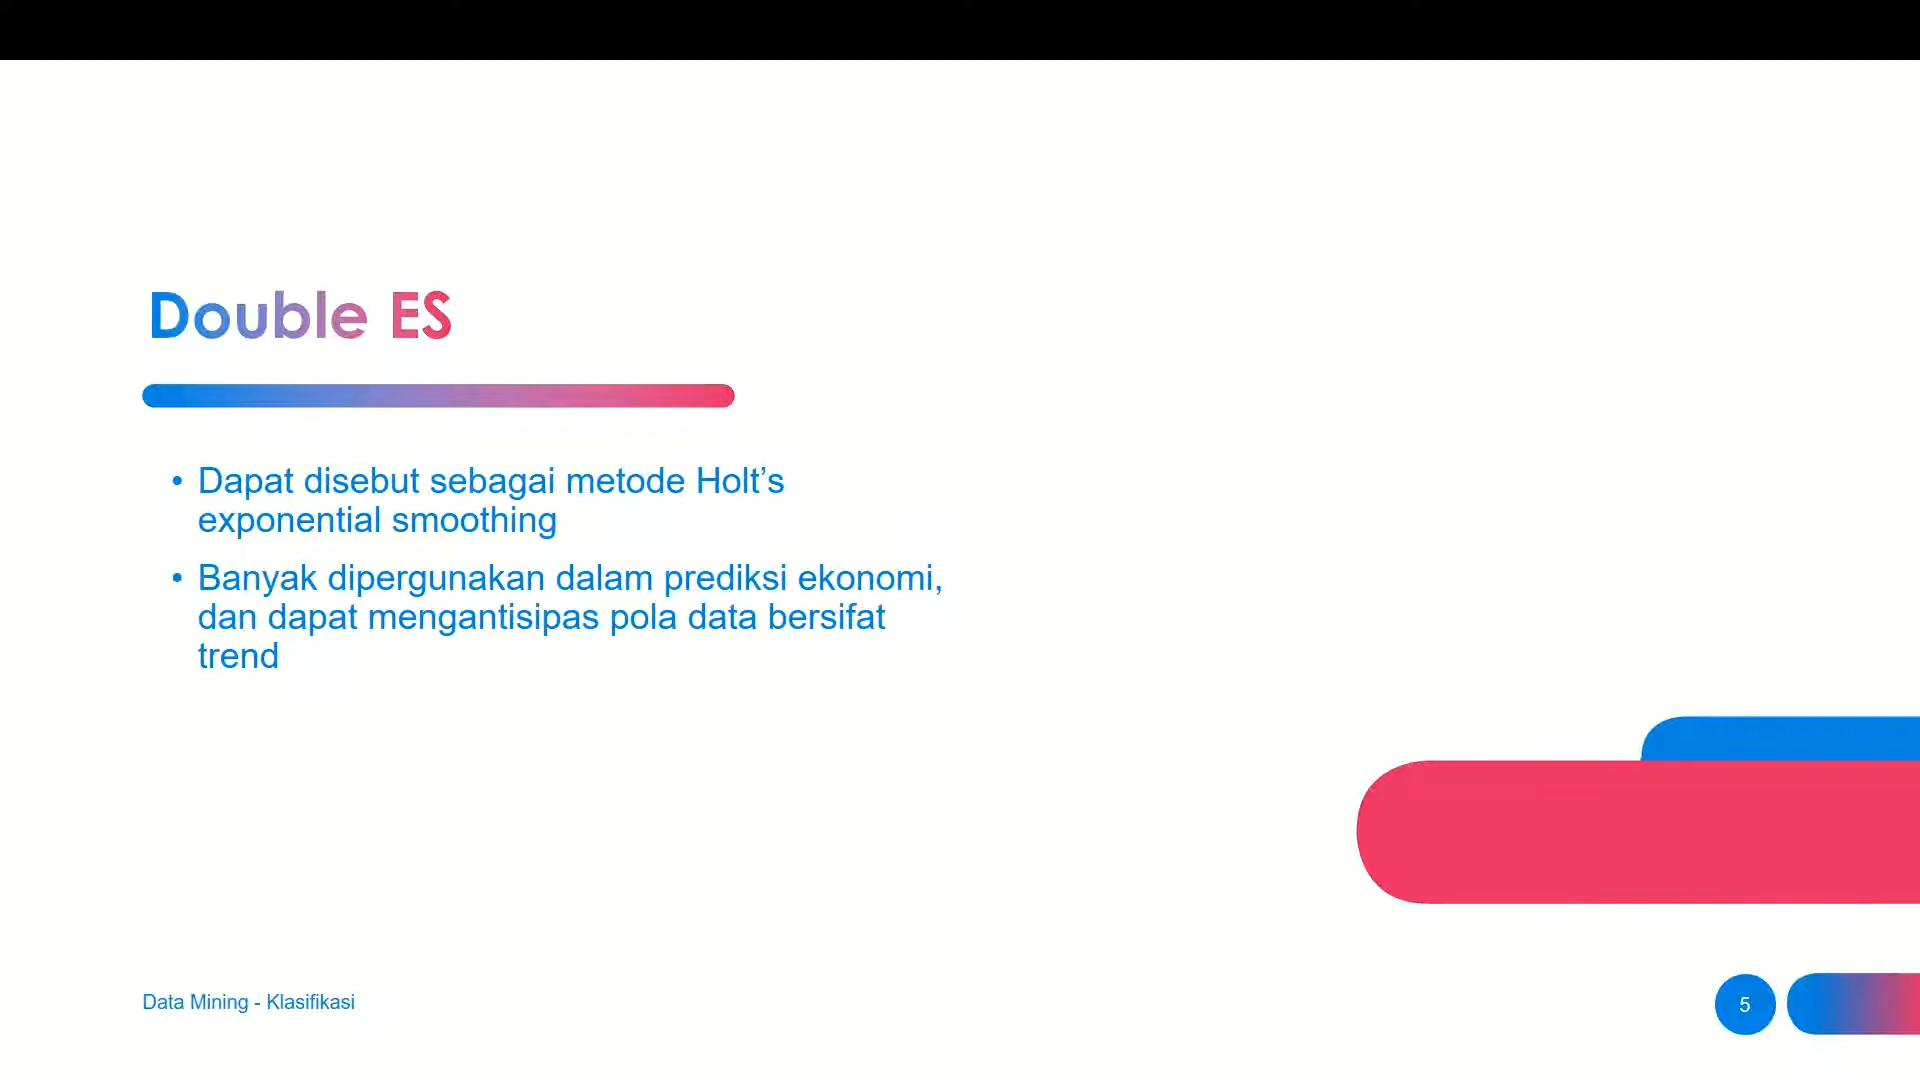 Double ES
• Dapat disebut sebagai metode Holt’s
exponential smoothing
• Banyak dipergunakan dalam prediksi ekonomi,
dan dapat mengantisipas pola data bersifat
trend
Data Mining - Klasifikasi
5